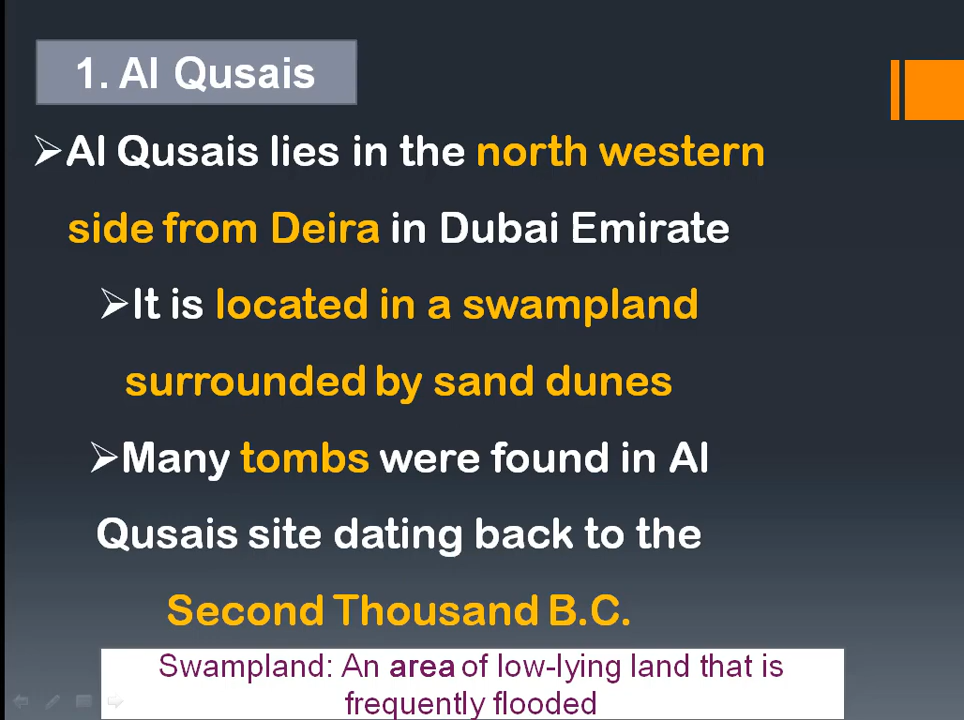 1. Al Qusais
➢Al Qusais lies in the north western
side from Deira in Dubai Emirate
➢It is located in a swampland
surrounded by sand dunes
➢Many tombs were found in Al
Qusais site dating back to the
Second Thousand B.C.
Swampland: An area of low-lying land that is
frequently flooded